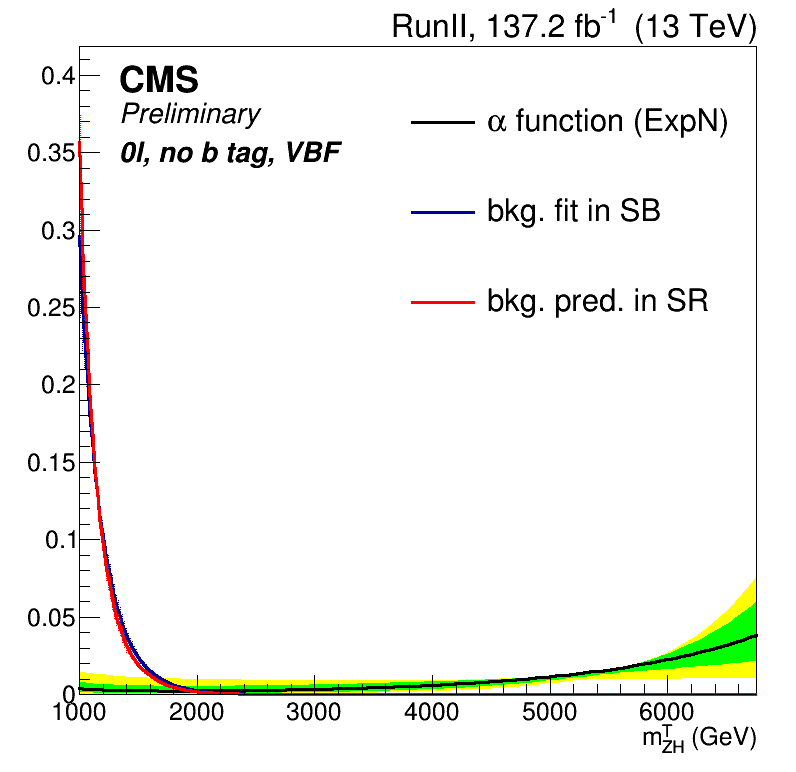 RunII, 137.2 fb-1 (13 TeV)
CMS
Preliminary
0l, no b tag, VBF
α function (ExpN)
bkg. fit in SB
bkg. pred. in SR
0.4
0.35
0.3
0.25
0.2
0.15
0.1
0.05
0
1000 2000 3000 4000 5000 6000
m^T_ZH (GeV)